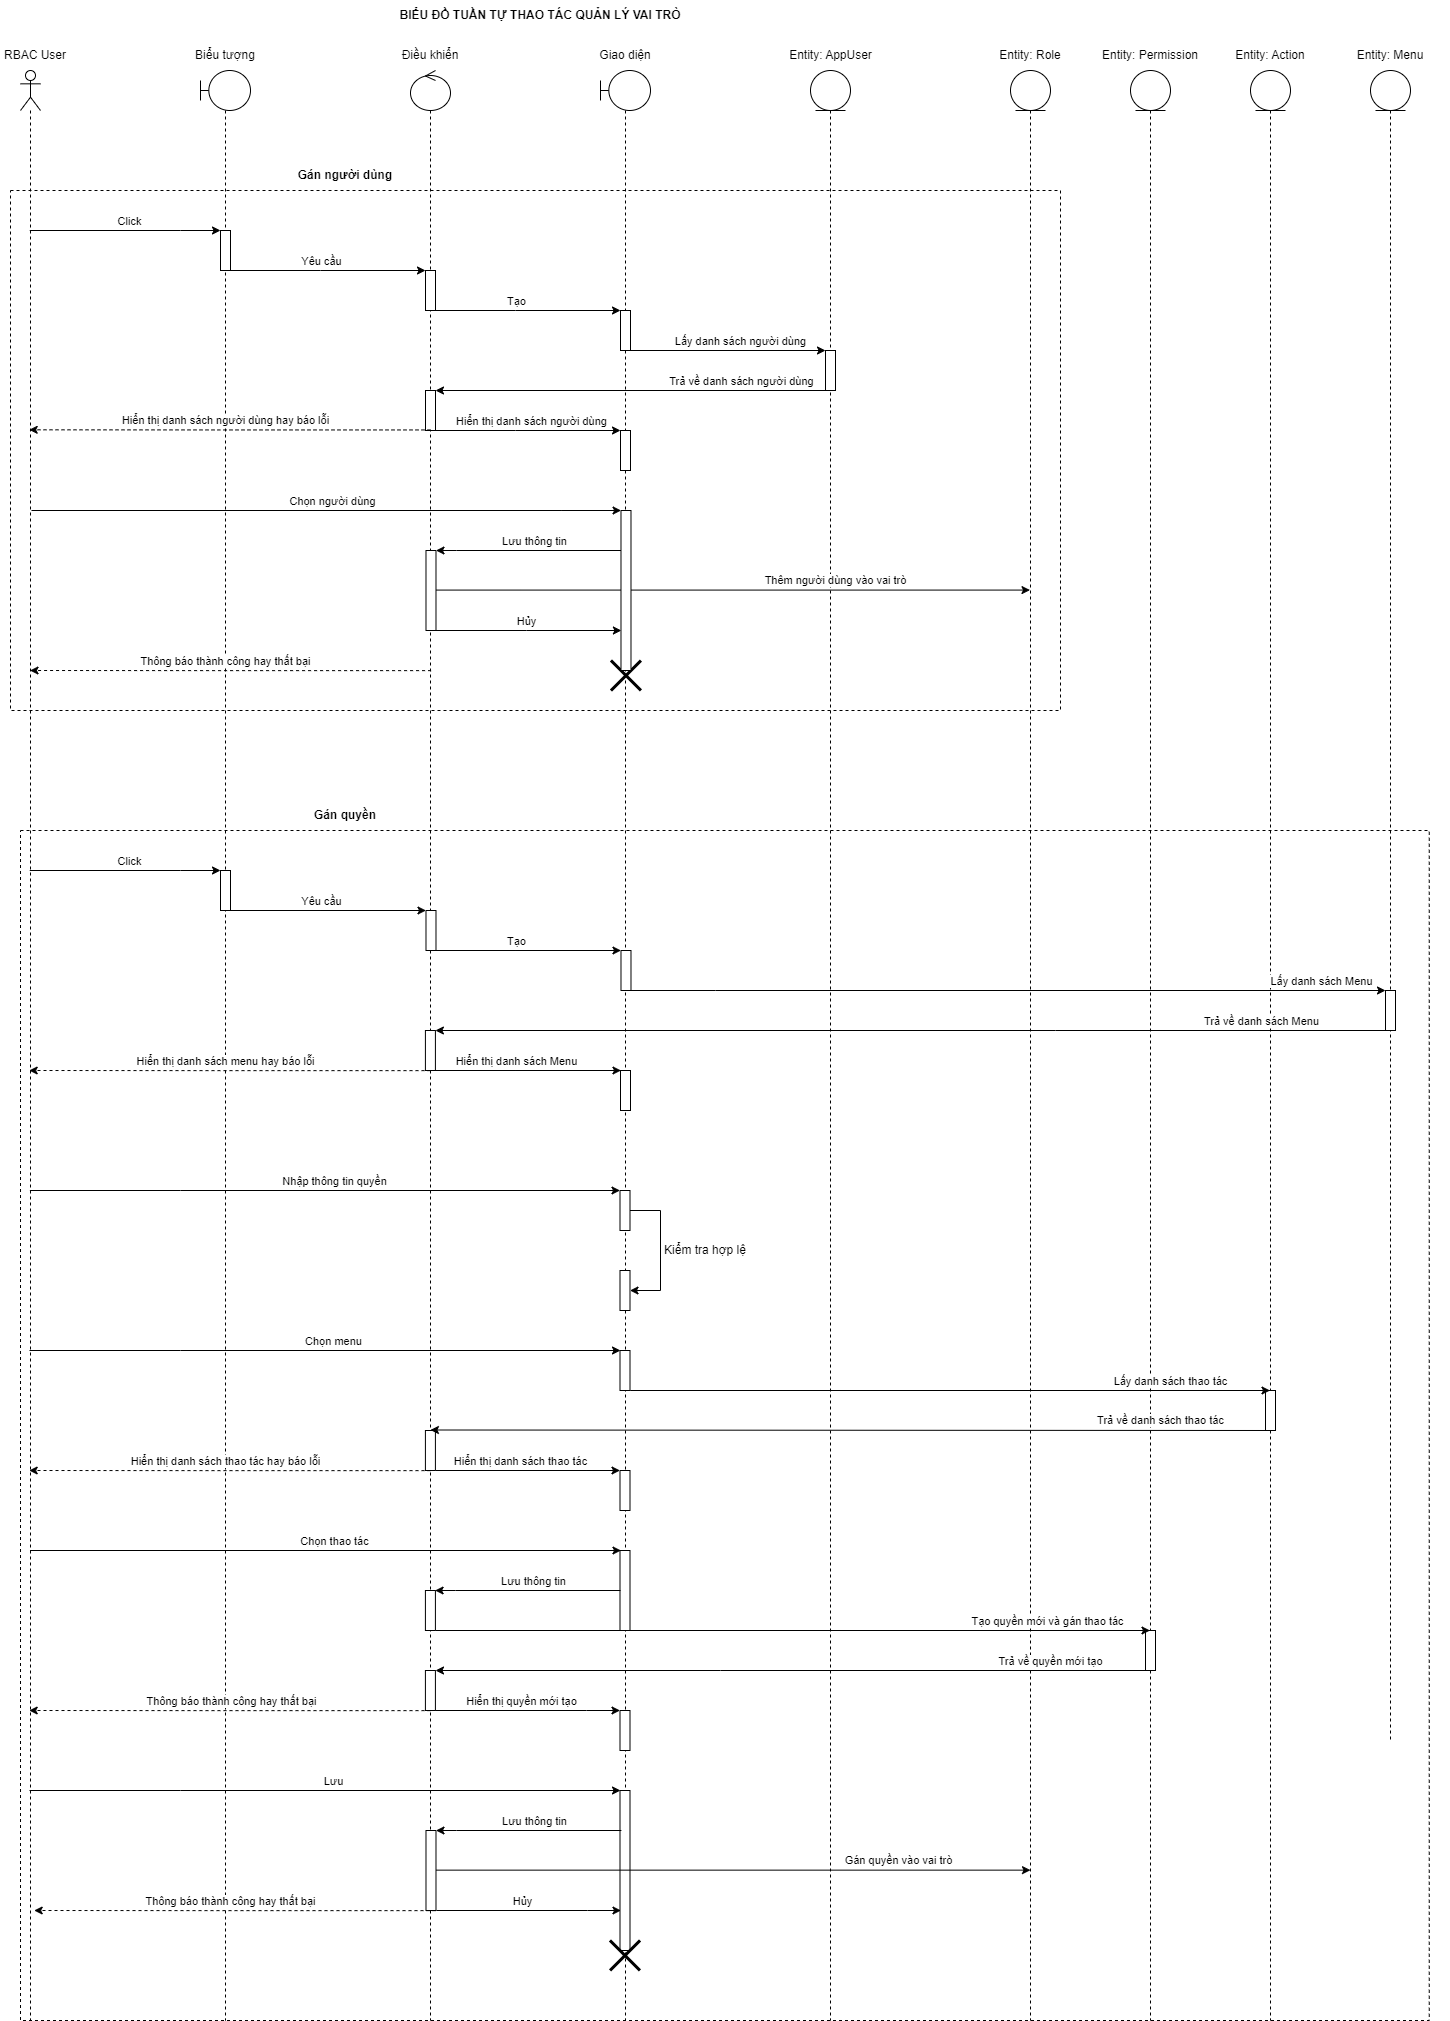 BIỂU ĐỒ TUẦN TỰ THAO TÁC QUẢN LÝ VAI TRÒ
RBAC User
Biểu tượng
Điều khiển
Giao diện
Entity: AppUser
Entity: Role
Entity: Permission
Entity: Action
Entity: Menu
Gán người dùng
Click
Yêu cầu
Tạo
Lấy danh sách người dùng
Trả về danh sách người dùng
Hiển thị danh sách người dùng hay báo lỗi
Hiển thị danh sách người dùng
Chọn người dùng
Lưu thông tin
Thêm người dùng vào vai trò
Hủy
Thông báo thành công hay thất bại
Gán quyền
Click
Yêu cầu
Tạo
Lấy danh sách Menu
Trả về danh sách Menu
Hiển thị danh sách menu hay báo lỗi
Hiển thị danh sách Menu
Nhập thông tin quyền
Kiểm tra hợp lệ
Chọn menu
Lấy danh sách thao tác
Trả về danh sách thao tác
Hiển thị danh sách thao tác hay báo lỗi
Hiển thị danh sách thao tác
Chọn thao tác
Lưu thông tin
Tạo quyền mới và gán thao tác
Trả về quyền mới tạo
Thông báo thành công hay thất bại
Hiển thị quyền mới tạo
Lưu
Lưu thông tin
Gán quyền vào vai trò
Thông báo thành công hay thất bại
Hủy